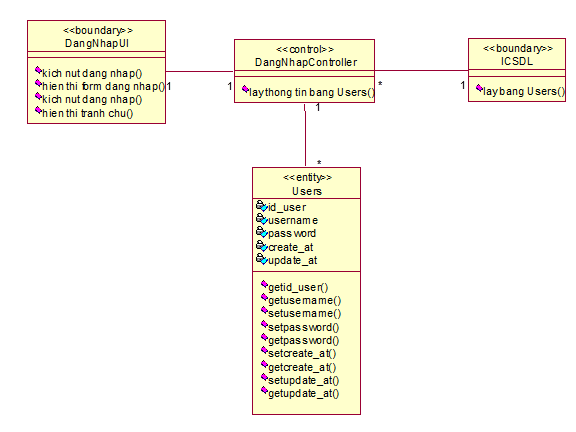 <<boundary>>
DangNhapUI
kich nut dang nhap()
hien thi form dang nhap()
kich nut dang nhap()
hien thi tranh chu()
1
1
<<control>>
DangNhapController
laythong tin bang Users()
*
1
<<boundary>>
ICSDL
laybang Users()
1
*
<<entity>>
Users
id_user
username
password
create_at
update_at
getid_user()
getusername()
setusername()
setpassword()
getpassword()
setcreate_at()
getcreate_at()
setupdate_at()
getupdate_at()